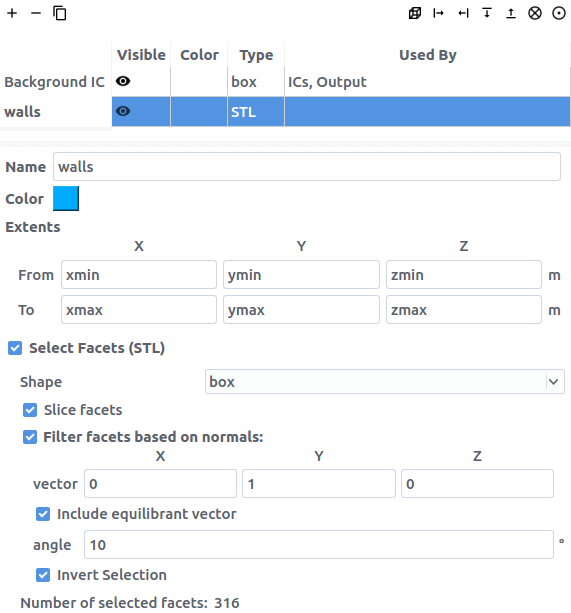 Visible Color Type Used By
Background IC box ICs, Output
walls STL
Name walls
Color
Extents
X Y Z
From xmin ymin zmin m
To xmax ymax zmax m
Select Facets (STL)
Shape box
Slice facets
Filter facets based on normals:
X Y Z
vector 0 1 0
Include equilibrant vector
angle 10 °
Invert Selection
Number of selected facets: 316